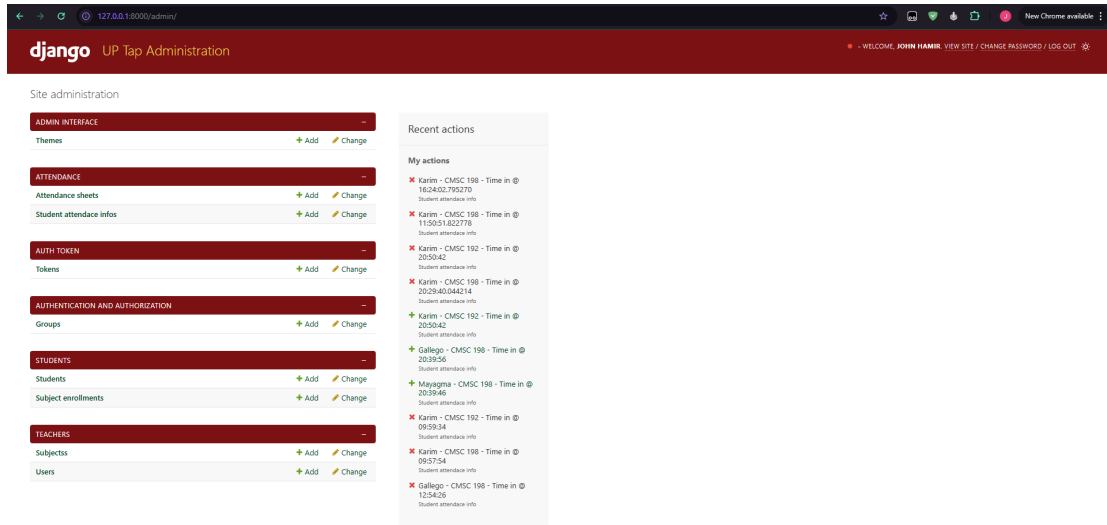 127.0.0.1:8000/admin/
New Chrome available
django UP Tap Administration
- WELCOME, JOHN HAMIR. VIEW SITE / CHANGE PASSWORD / LOG OUT
Site administration
ADMIN INTERFACE
Themes + Add Change
ATTENDANCE
Attendance sheets + Add Change
Student attendace infos + Add Change
AUTH TOKEN
Tokens + Add Change
AUTHENTICATION AND AUTHORIZATION
Groups + Add Change
STUDENTS
Students + Add Change
Subject enrollments + Add Change
TEACHERS
Subjectss + Add Change
Users + Add Change
Recent actions
My actions
Karim - CMSC 198 - Time in @
16:24:02.795270
Student attendace info
Karim - CMSC 198 - Time in @
11:50:51.822778
Student attendace info
Karim - CMSC 192 - Time in @
20:50:42
Student attendace info
Karim - CMSC 198 - Time in @
20:29:40.044214
Student attendace info
Karim - CMSC 192 - Time in @
20:50:42
Student attendace info
Gallego - CMSC 198 - Time in @
20:39:56
Student attendace info
Mayagma - CMSC 198 - Time in @
20:39:46
Student attendace info
Karim - CMSC 192 - Time in @
09:59:34
Student attendace info
Karim - CMSC 198 - Time in @
09:57:54
Student attendace info
Gallego - CMSC 198 - Time in @
12:54:26
Student attendace info